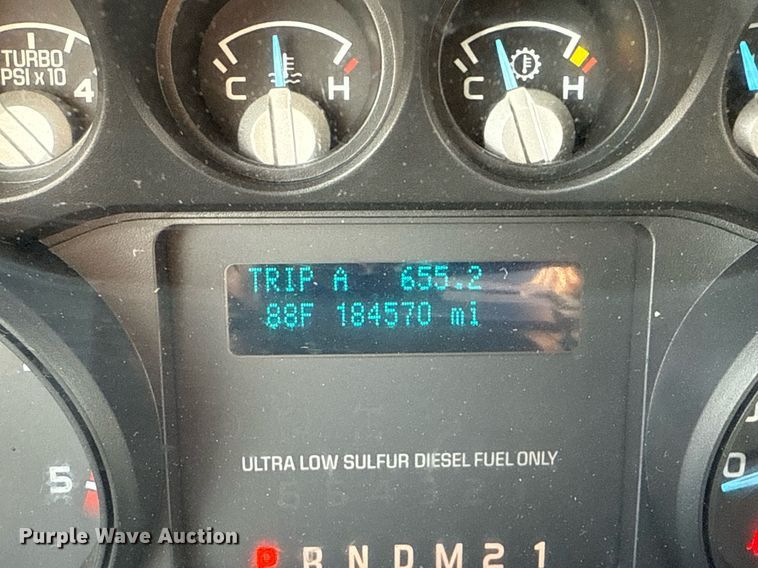 TURBO
PSI x 10
4
C H
C H
TRIP A 655.2
88F 184570 mi
ULTRA LOW SULFUR DIESEL FUEL ONLY
5
0
P R N D M 2 1
Purple Wave Auction